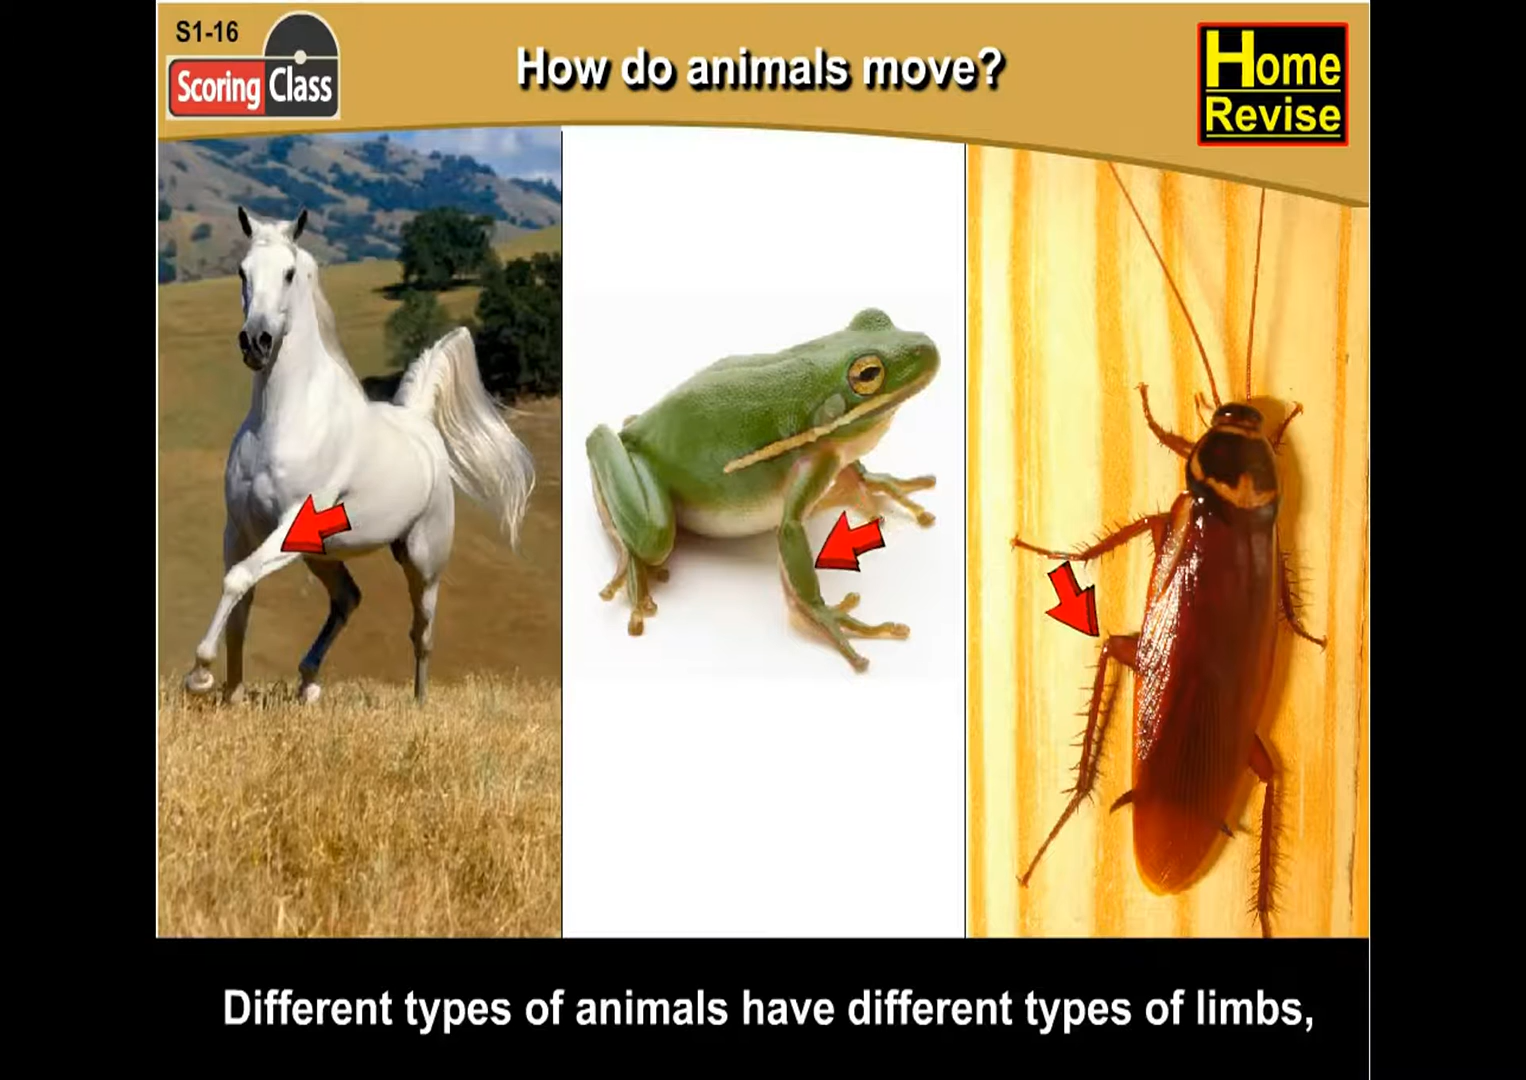 S1-16
Scoring Class
How do animals move?
Home
Revise
Different types of animals have different types of limbs,